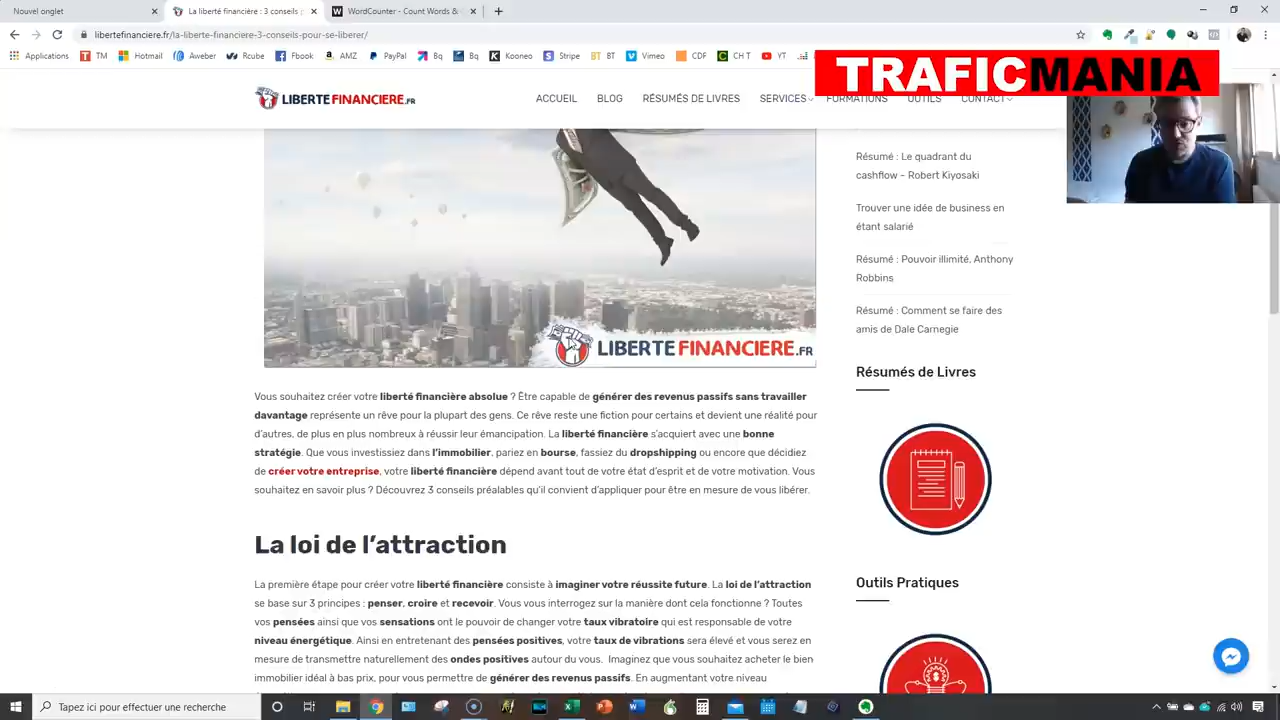 Nouvel onglet
La liberte financiere : 3 conseils
WordCounter - Count Words &
libertefinanciere.fr/la-liberte-financiere-3-conseils-pour-se-liberer/
Applications TM Hotmail Aweber Rcube Fbook AMZ PayPal Bq Bq Kooneo Stripe BT BT Vimeo CDF CH T YT
TRAFICMANIA
LIBERTEFINANCIERE.FR
ACCUEIL BLOG RÉSUMÉS DE LIVRES SERVICES FORMATIONS OUTILS CONTACT
Résumé : Le quadrant du
cashflow - Robert Kiyosaki
Trouver une idée de business en
étant salarié
Résumé : Pouvoir illimité, Anthony
Robbins
Résumé : Comment se faire des
amis de Dale Carnegie
LIBERTEFINANCIERE.FR
Résumés de Livres
Vous souhaitez créer votre liberté financière absolue ? Être capable de générer des revenus passifs sans travailler
davantage représente un rêve pour la plupart des gens. Ce rêve reste une fiction pour certains et devient une réalité pour
d'autres, de plus en plus nombreux à réussir leur émancipation. La liberté financière s'acquiert avec une bonne
stratégie. Que vous investissiez dans l'immobilier, pariez en bourse, fassiez du dropshipping ou encore que décidiez
de créer votre entreprise, votre liberté financière dépend avant tout de votre état d'esprit et de votre motivation. Vous
souhaitez en savoir plus ? Découvrez 3 conseils qu'il convient d'appliquer être en mesure de vous libérer.
La loi de l'attraction
Outils Pratiques
La première étape pour créer votre liberté financière consiste à imaginer votre réussite future. La loi de l'attraction
se base sur 3 principes : penser, croire et recevoir. Vous vous interrogez sur la manière dont cela fonctionne ? Toutes
vos pensées ainsi que vos sensations ont le pouvoir de changer votre taux vibratoire qui est responsable de votre
niveau énergétique. Ainsi en entretenant des pensées positives, votre taux de vibrations sera élevé et vous serez en
mesure de transmettre naturellement des ondes positives autour du vous. Imaginez que vous souhaitez acheter le bien
immobilier idéal à bas prix, pour vous permettre de générer des revenus passifs. En augmentant votre niveau
Tapez ici pour effectuer une recherche